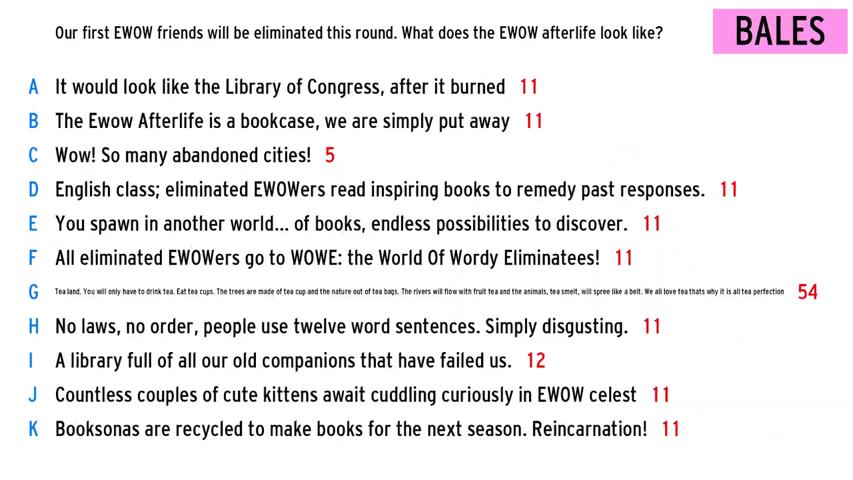 Our first EWOW friends will be eliminated this round. What does the EWOW afterlife look like?
BALES
A It would look like the Library of Congress, after it burned 11
B The Ewow Afterlife is a bookcase, we are simply put away 11
C Wow! So many abandoned cities! 5
D English class; eliminated EWOWers read inspiring books to remedy past responses. 11
E You spawn in another world... of books, endless possibilities to discover. 11
F All eliminated EWOWers go to WOWE: the World Of Wordy Eliminatees! 11
G Tea land. You will only have to drink tea. Eat tea cups. The trees are made of tea cup and the nature out of tea bags. The rivers will flow with fruit tea and the animals, tea smelt, will spree like a belt. We all love tea thats why it is all tea perfection 54
H No laws, no order, people use twelve word sentences. Simply disgusting. 11
I A library full of all our old companions that have failed us. 12
J Countless couples of cute kittens await cuddling curiously in EWOW celest 11
K Booksonas are recycled to make books for the next season. Reincarnation! 11